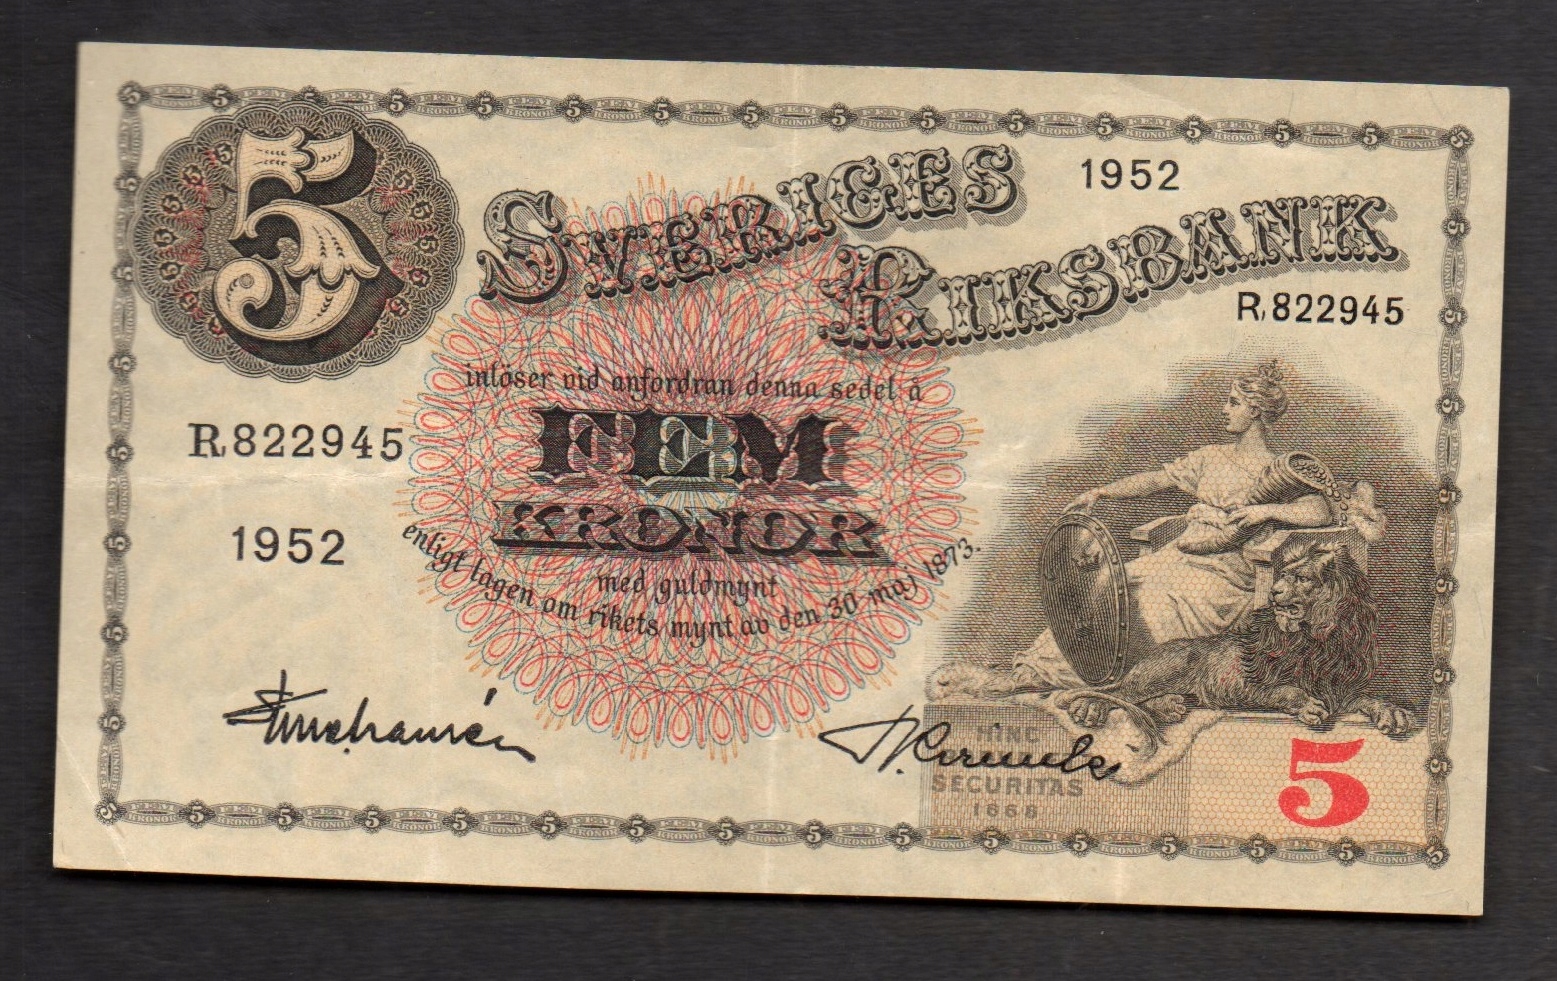 5
SVERIGES
RIKSBANK
1952
R,822945
inlöser vid anfordran denna sedel å
FEM
KRONOR
med guldmynt
enligt lagen om rikets mynt av den 30 maj 1873.
R,822945
1952
HINC
SECURITAS
1668
5